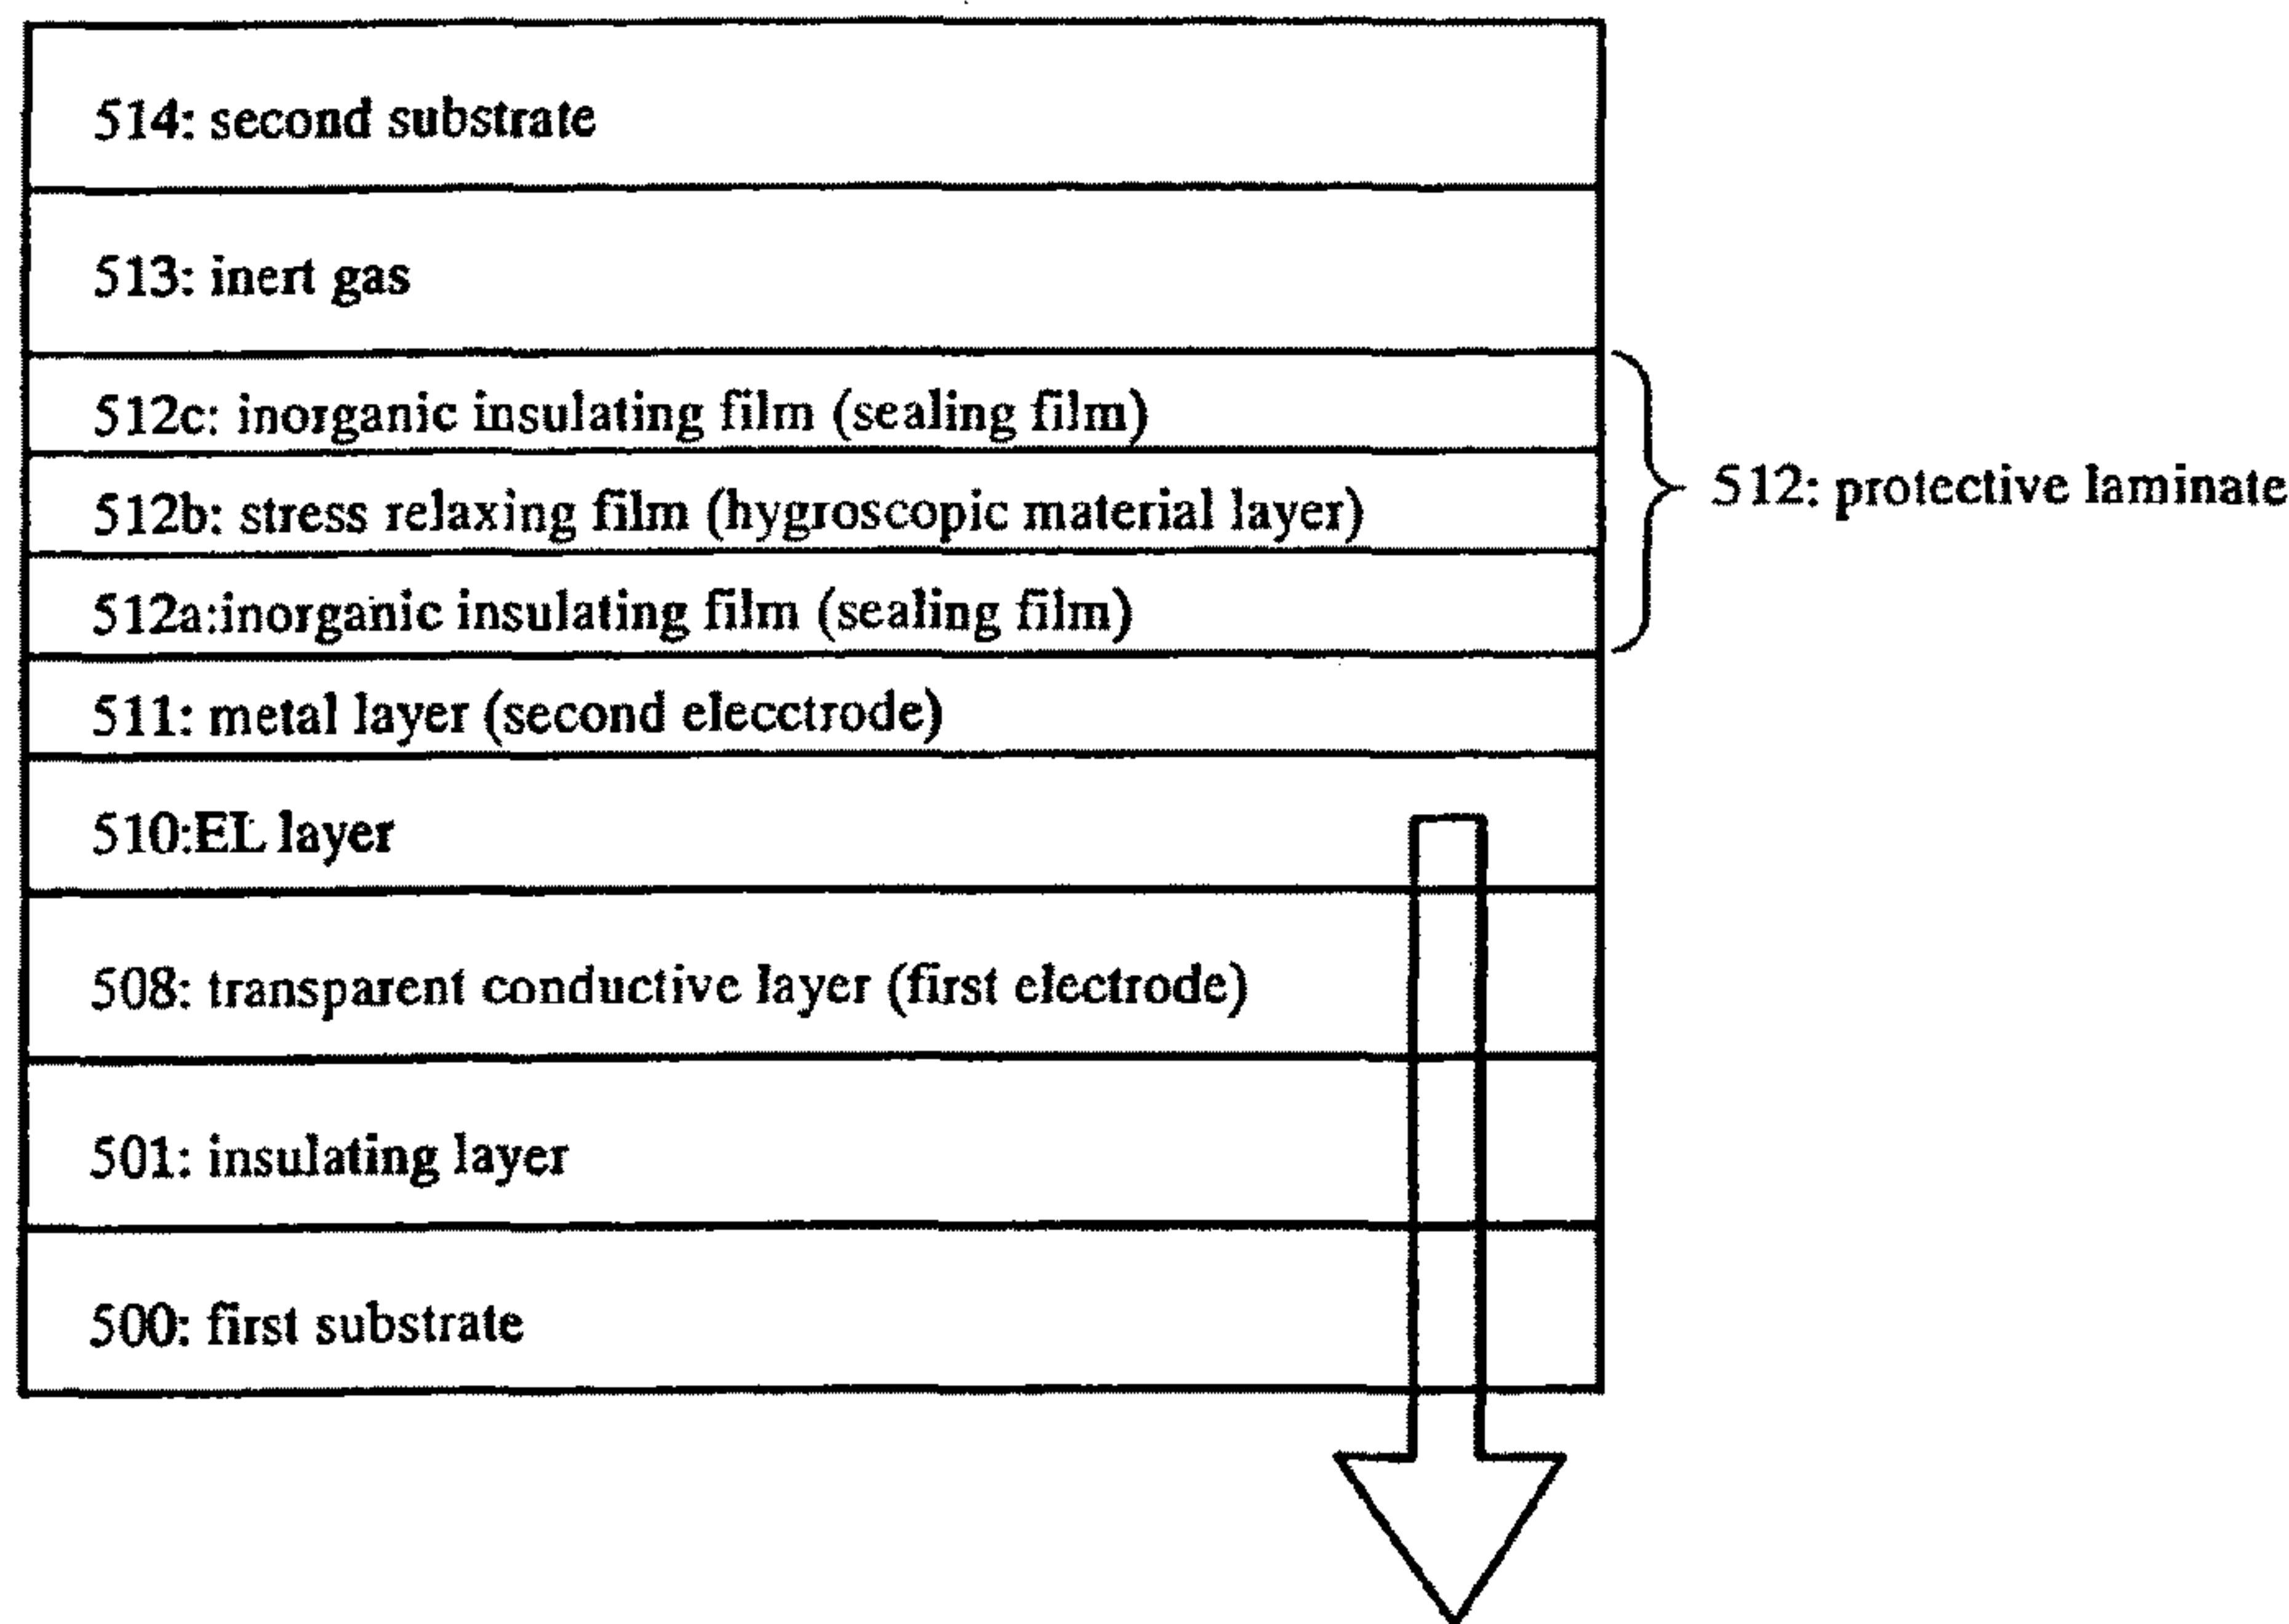 514: second substrate
513: inert gas
512c: inorganic insulating film (sealing film)
512b: stress relaxing film (hygroscopic material layer)
512: protective laminate
512a:inorganic insulating film (sealing film)
511: metal layer (second elecctrode)
510:EL layer
508: transparent conductive layer (first electrode)
501: insulating layer
500: first substrate